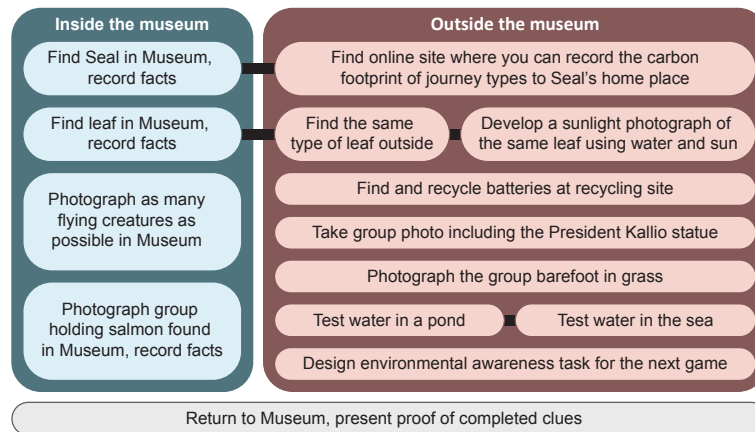 Inside the museum
Find Seal in Museum,
record facts
Find leaf in Museum,
record facts
Photograph as many
flying creatures as
possible in Museum
Photograph group
holding salmon found
in Museum, record facts
Outside the museum
Find online site where you can record the carbon
footprint of journey types to Seal's home place
Find the same
type of leaf outside
Develop a sunlight photograph of
the same leaf using water and sun
Find and recycle batteries at recycling site
Take group photo including the President Kallio statue
Photograph the group barefoot in grass
Test water in a pond
Test water in the sea
Design environmental awareness task for the next game
Return to Museum, present proof of completed clues